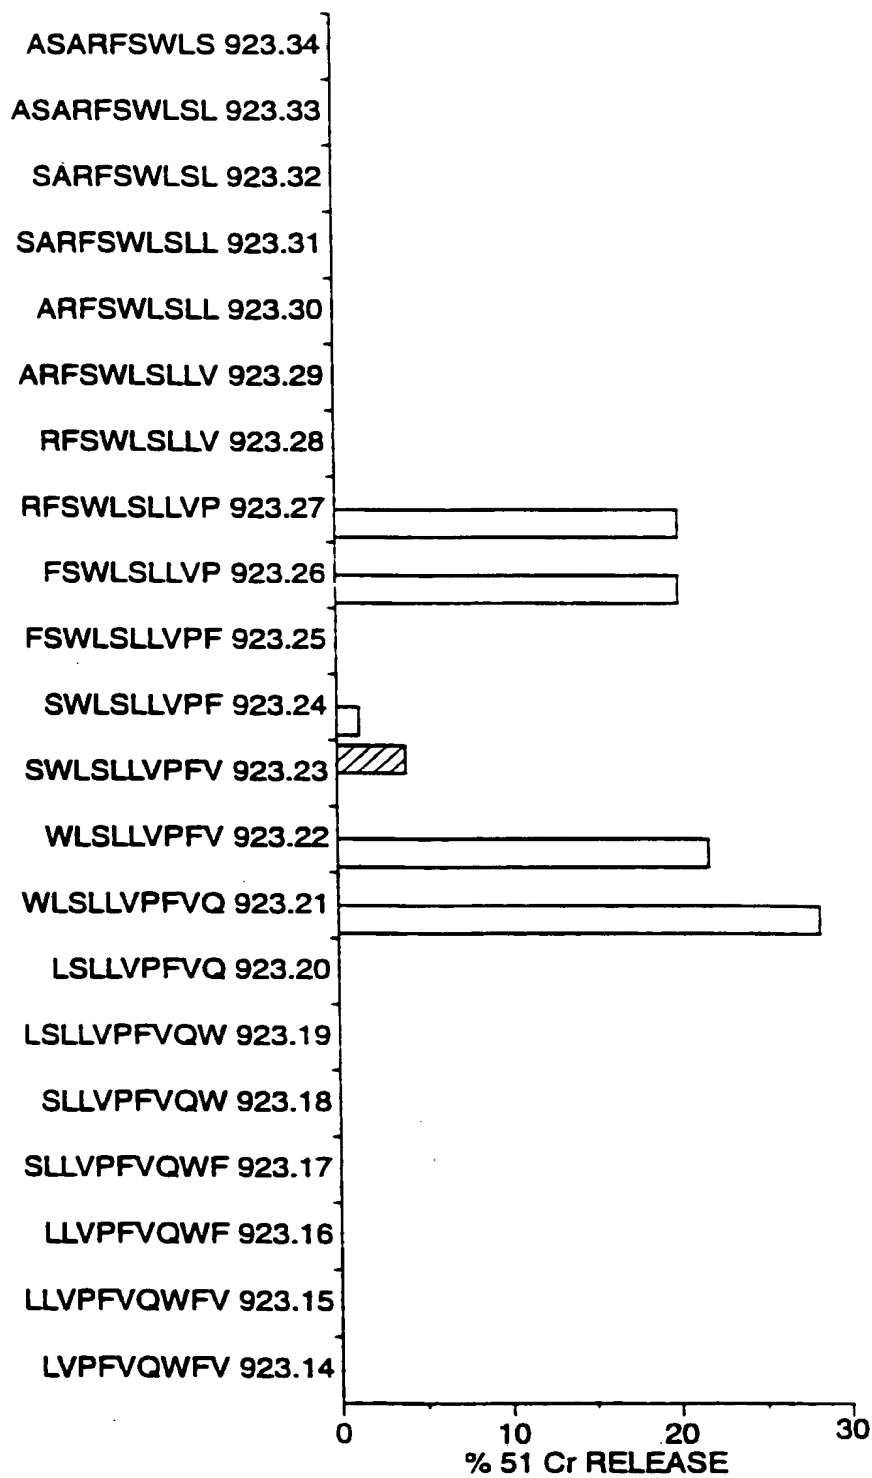 ASARFSWLS 923.34
ASARFSWLSL 923.33
SARFSWLSL 923.32
SARFSWLSLL 923.31
ARFSWLSLL 923.30
ARFSWLSLLV 923.29
RFSWLSLLV 923.28
RFSWLSLLVP 923.27
FSWLSLLVP 923.26
FSWLSLLVPF 923.25
SWLSLLVPF 923.24
SWLSLLVPFV 923.23
WLSLLVPFV 923.22
WLSLLVPFVQ 923.21
LSLLVPFVQ 923.20
LSLLVPFVQW 923.19
SLLVPFVQW 923.18
SLLVPFVQWF 923.17
LLVPFVQWF 923.16
LLVPFVQWFV 923.15
LVPFVQWFV 923.14
0 10 20 30
% 51 Cr RELEASE